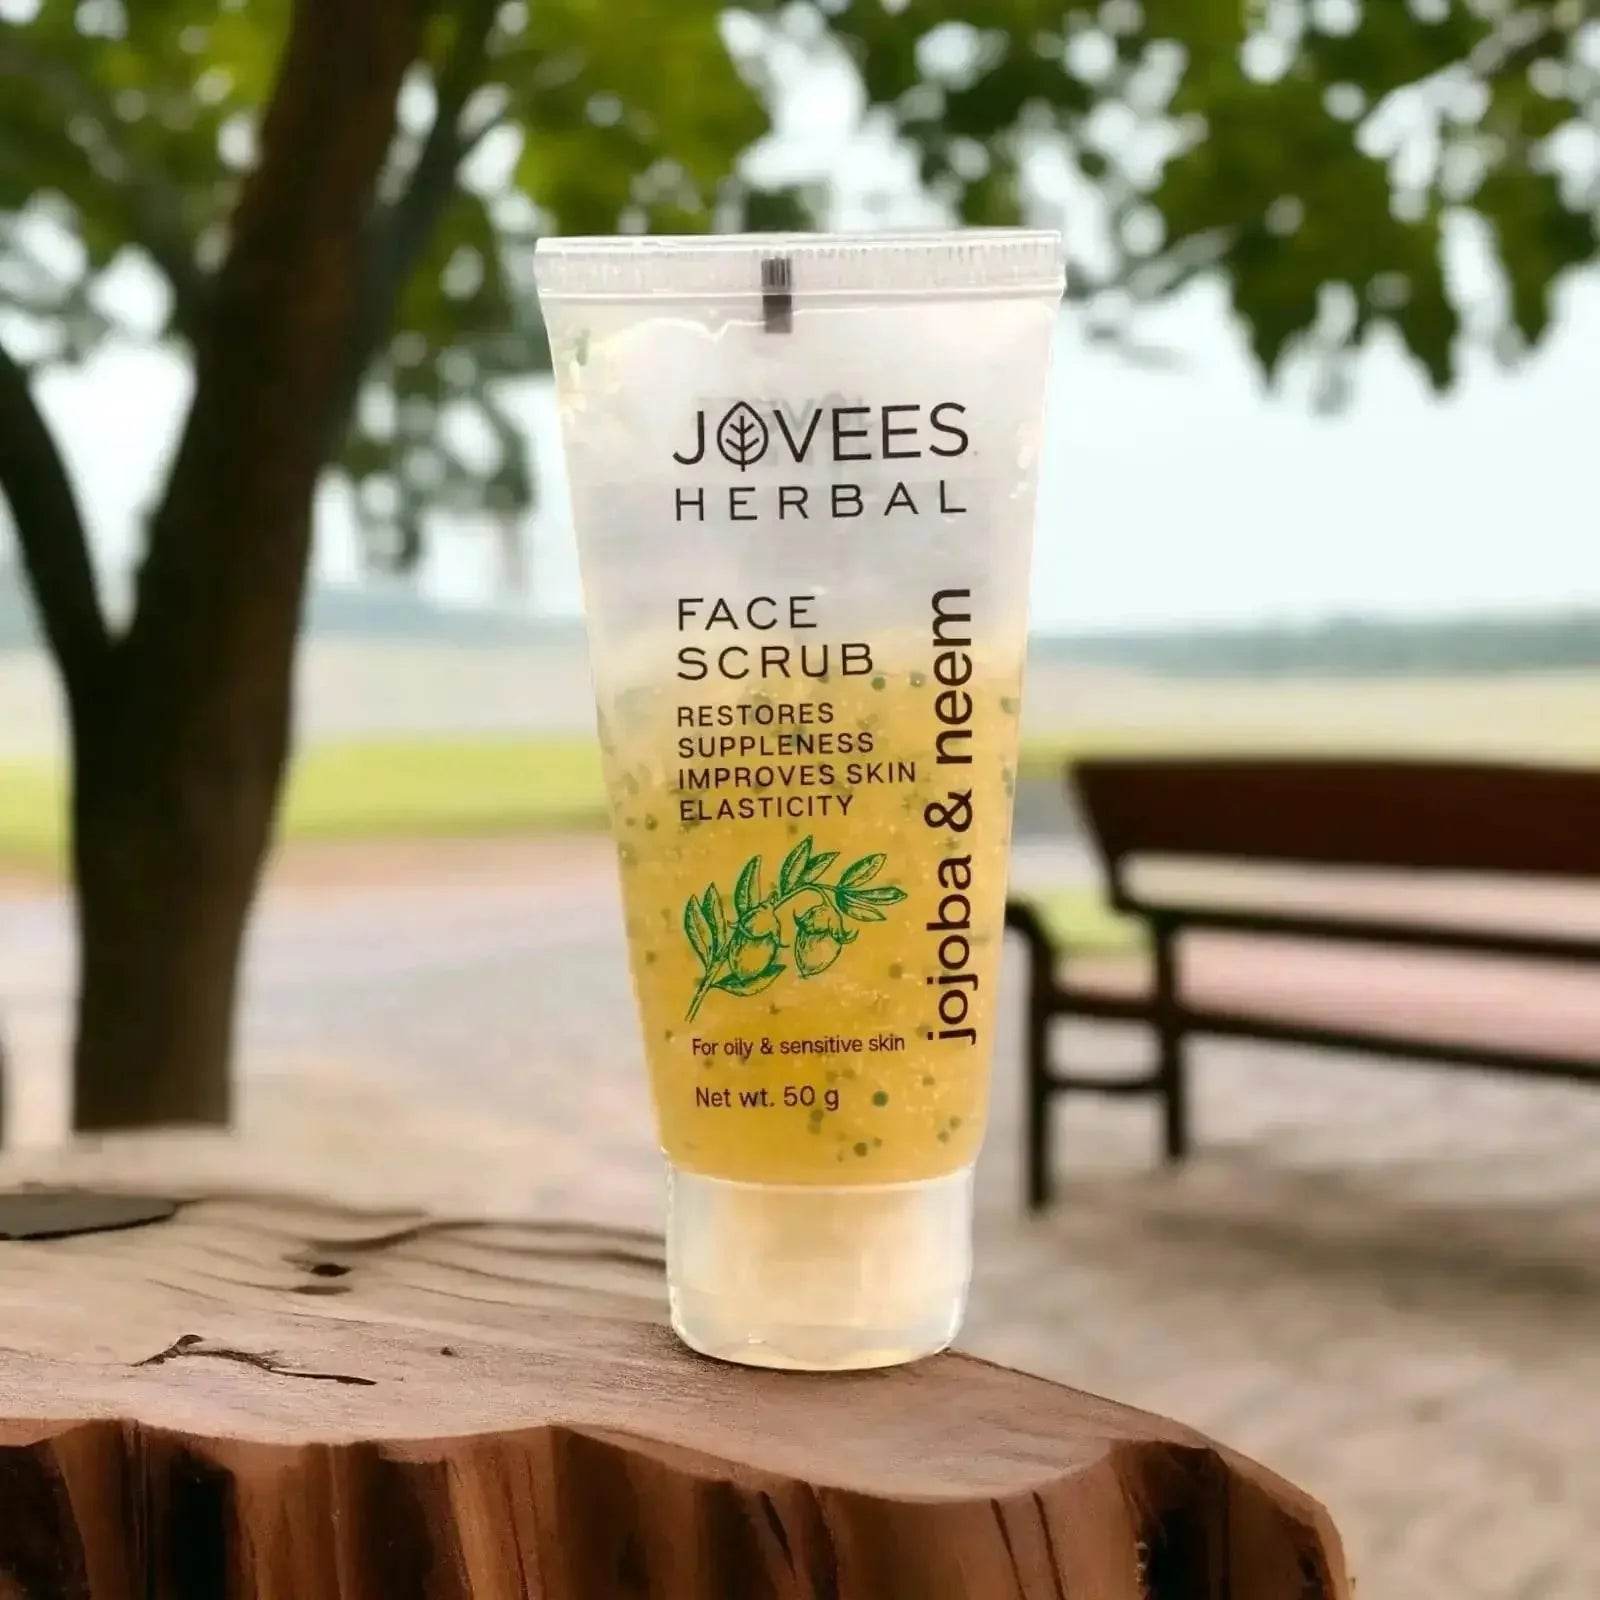 JOVEES
HERBAL
FACE
SCRUB
RESTORES
SUPPLENESS
IMPROVES SKIN
ELASTICITY
jojoba & neem
For oily & sensitive skin
Net wt. 50 g